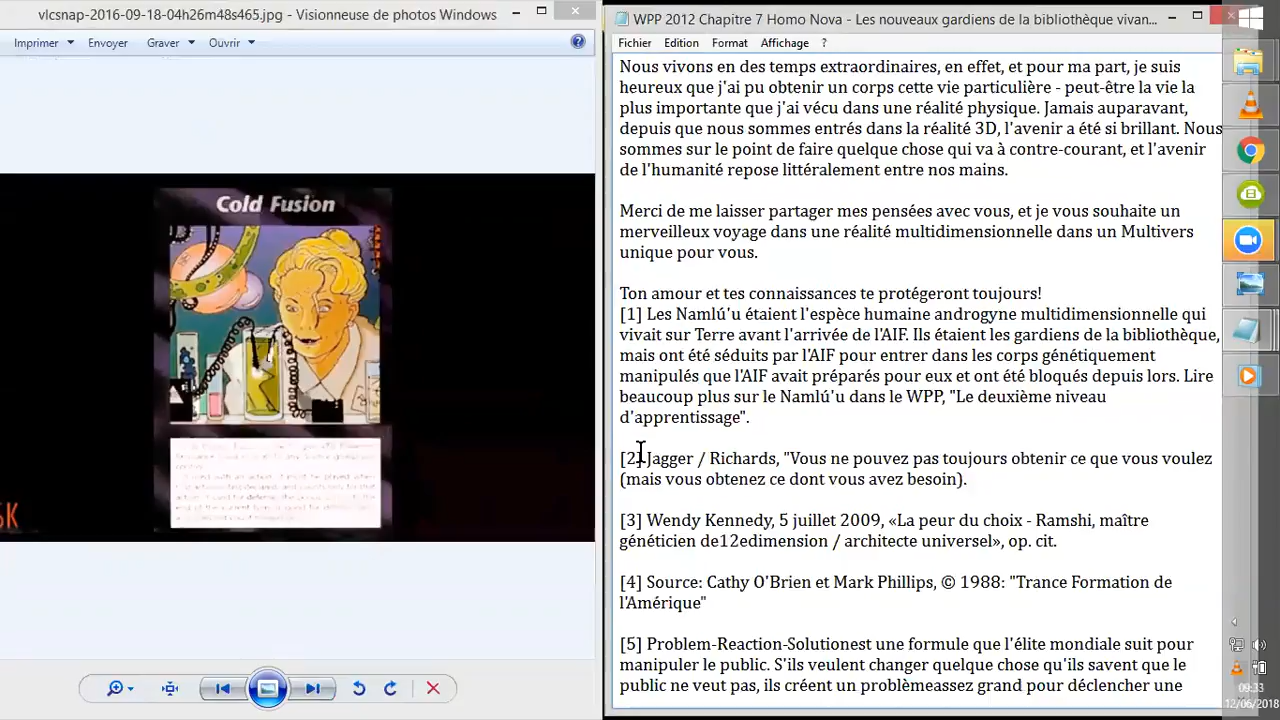 vlcsnap-2016-09-18-04h26m48s465.jpg - Visionneuse de photos Windows
Imprimer
Envoyer
Graver
Ouvrir
Cold Fusion
5K
WPP 2012 Chapitre 7 Homo Nova - Les nouveaux gardiens de la bibliothèque vivan...
Fichier Edition Format Affichage ?
Nous vivons en des temps extraordinaires, en effet, et pour ma part, je suis
heureux que j'ai pu obtenir un corps cette vie particulière - peut-être la vie la
plus importante que j'ai vécu dans une réalité physique. Jamais auparavant,
depuis que nous sommes entrés dans la réalité 3D, l'avenir a été si brillant. Nous
sommes sur le point de faire quelque chose qui va à contre-courant, et l'avenir
de l'humanité repose littéralement entre nos mains.
Merci de me laisser partager mes pensées avec vous, et je vous souhaite un
merveilleux voyage dans une réalité multidimensionnelle dans un Multivers
unique pour vous.
Ton amour et tes connaissances te protégeront toujours!
[1] Les Namlú'u étaient l'espèce humaine androgyne multidimensionnelle qui
vivait sur Terre avant l'arrivée de l'AIF. Ils étaient les gardiens de la bibliothèque,
mais ont été séduits par l'AIF pour entrer dans les corps génétiquement
manipulés que l'AIF avait préparés pour eux et ont été bloqués depuis lors. Lire
beaucoup plus sur le Namlú'u dans le WPP, "Le deuxième niveau
d'apprentissage".
[2] Jagger / Richards, "Vous ne pouvez pas toujours obtenir ce que vous voulez
(mais vous obtenez ce dont vous avez besoin).
[3] Wendy Kennedy, 5 juillet 2009, «La peur du choix - Ramshi, maître
généticien de12edimension / architecte universel», op. cit.
[4] Source: Cathy O'Brien et Mark Phillips, © 1988: "Trance Formation de
l'Amérique"
[5] Problem-Reaction-Solutionest une formule que l'élite mondiale suit pour
manipuler le public. S'ils veulent changer quelque chose qu'ils savent que le
public ne veut pas, ils créent un problèmeassez grand pour déclencher une
09:33
12/06/2018